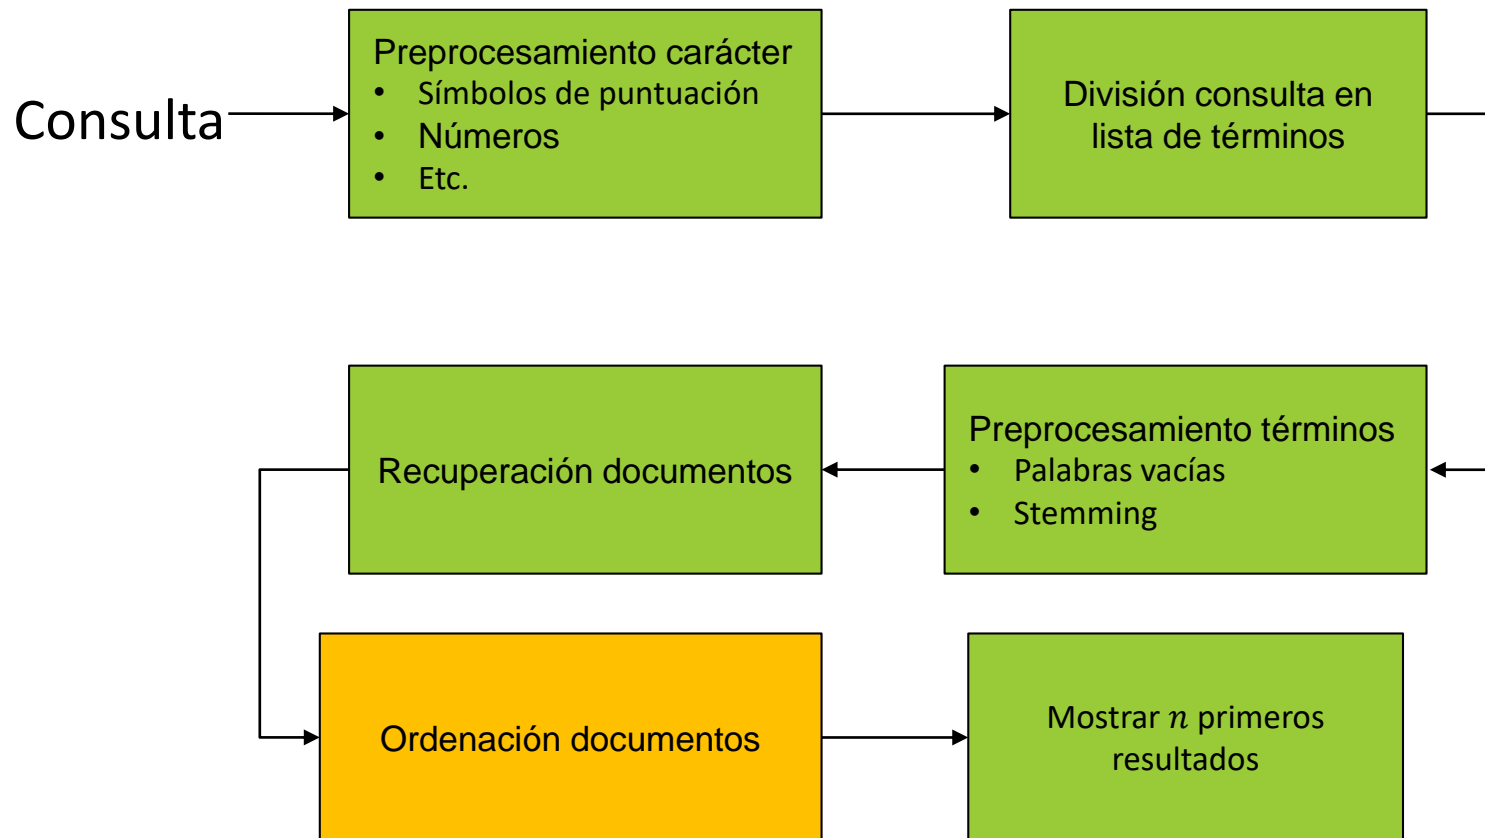 Consulta
Preprocesamiento carácter
• Símbolos de puntuación
• Números
• Etc.
División consulta en
lista de términos
Preprocesamiento términos
• Palabras vacías
• Stemming
Recuperación documentos
Ordenación documentos
Mostrar n primeros
resultados